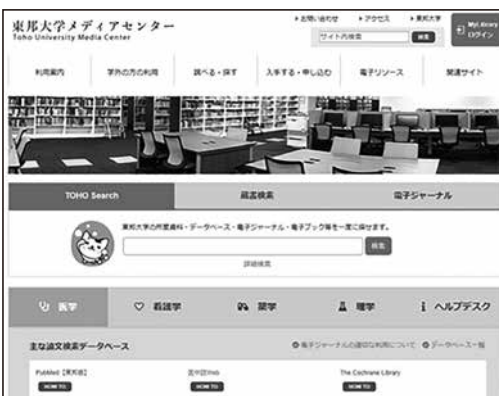 東邦大学メディアセンター
Toho University Media Center
お問い合わせ アクセス 東邦大学
サイト内検索 検索
MyLibrary
ログイン
利用案内 学外の方の利用 調べる・探す 入手する・申し込む 電子リソース 関連サイト
TOHO Search 蔵書検索 電子ジャーナル
東邦大学の所蔵資料・データベース・電子ジャーナル・電子ブック等を一度に探せます。
検索
詳細検索
医学 看護学 薬学 理学 ヘルプデスク
主な論文検索データベース 電子ジャーナルの適切な利用について データベース一覧
PubMed【東邦版】 医中誌Web The Cochrane Library
HOW TO HOW TO HOW TO